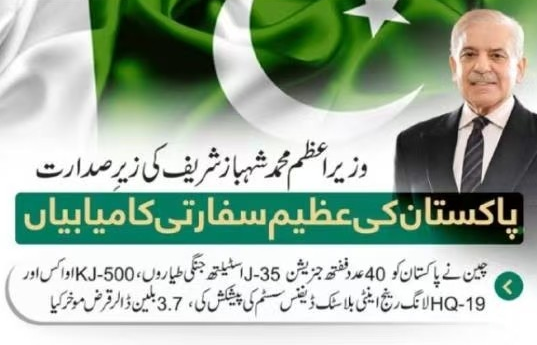 وزیراعظم محمد شہباز شریف کی زیرِ صدارت
پاکستان کی عظیم سفارتی کامیابیاں
چین نے پاکستان کو 40 عدد ففتھ جنریشن J-35 اسٹیلتھ جنگی طیاروں، KJ-500 اواکس اور
HQ-19 لانگ رینج اینٹی بلاسٹک ڈیفنس سسٹم کی پیشکش کی، 3.7 بلین ڈالر قرض موخر کیا